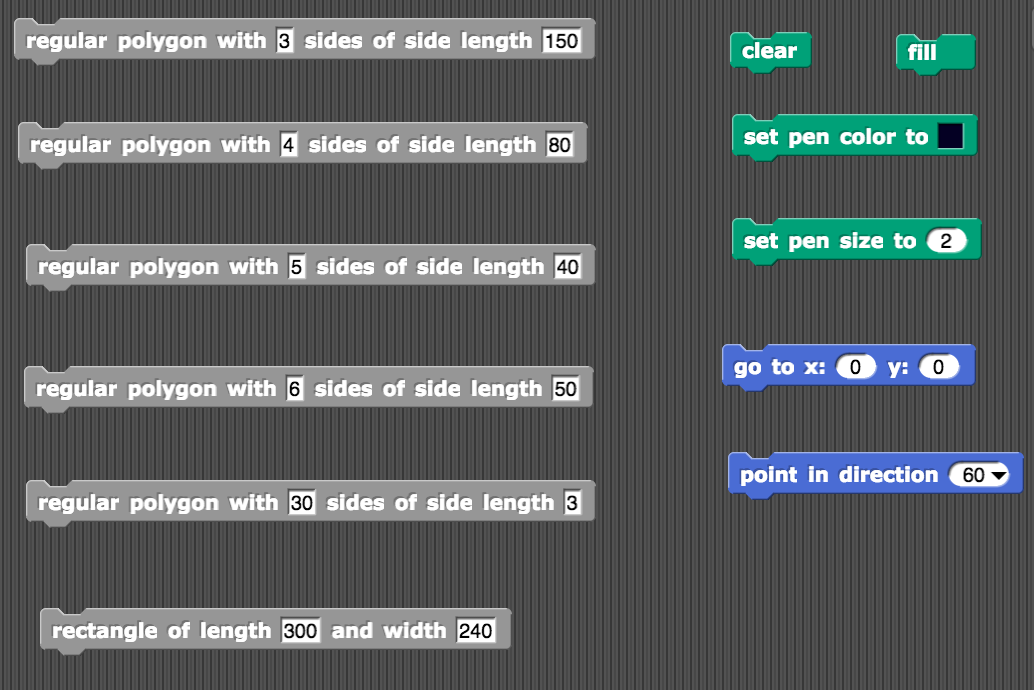 regular polygon with 3 sides of side length 150
regular polygon with 4 sides of side length 80
regular polygon with 5 sides of side length 40
regular polygon with 6 sides of side length 50
regular polygon with 30 sides of side length 3
rectangle of length 300 and width 240
clear
fill
set pen color to
set pen size to 2
go to x: 0 y: 0
point in direction 60